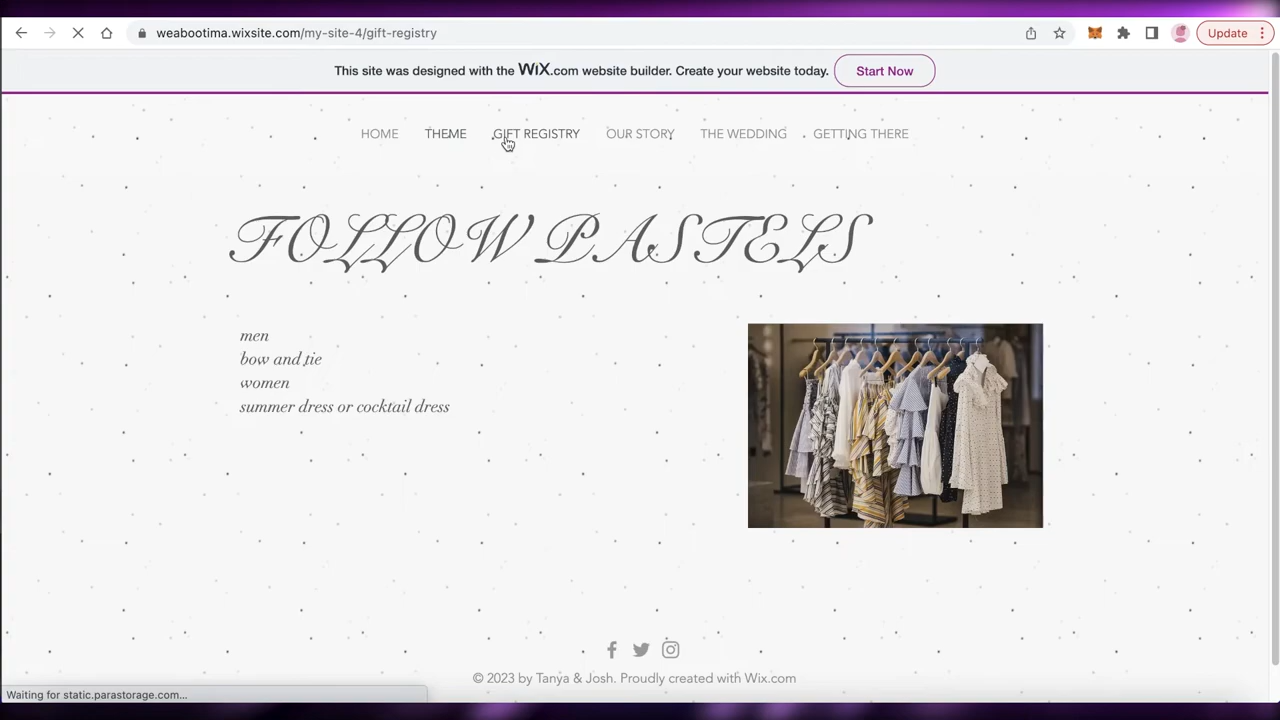 weabootima.wixsite.com/my-site-4/gift-registry
Update
This site was designed with the WiX.com website builder. Create your website today.
Start Now
HOME THEME GIFT REGISTRY OUR STORY THE WEDDING GETTING THERE
FOLLOW PASTELS
men
bow and tie
women
summer dress or cocktail dress
© 2023 by Tanya & Josh. Proudly created with Wix.com
Waiting for static.parastorage.com...